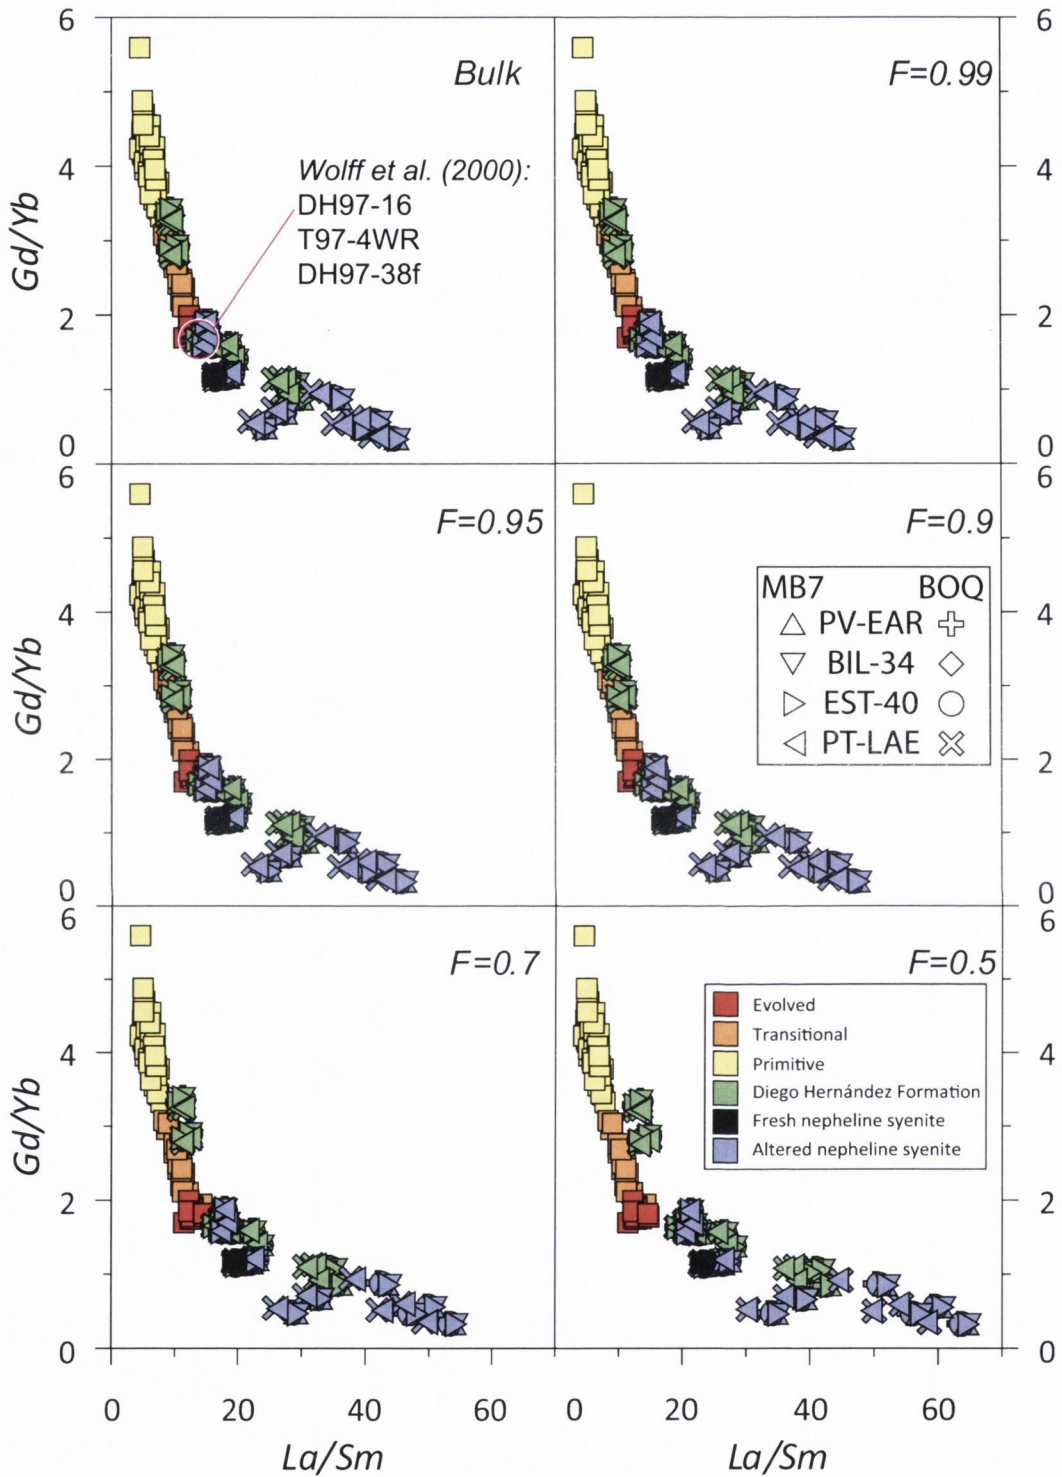 6
6
Bulk
F=0.99
Wolff et al. (2000):
DH97-16
T97-4WR
DH97-38f
4
4
Gd/Yb
2
2
0
0
6
6
F=0.95
F=0.9
MB7 BOQ
PV-EAR
BIL-34
EST-40
PT-LAE
4
4
Gd/Yb
2
2
0
0
6
6
F=0.7
F=0.5
Evolved
Transitional
Primitive
Diego Hernández Formation
Fresh nepheline syenite
Altered nepheline syenite
4
4
Gd/Yb
2
2
0
0
0 20 40 60
0 20 40 60
La/Sm
La/Sm